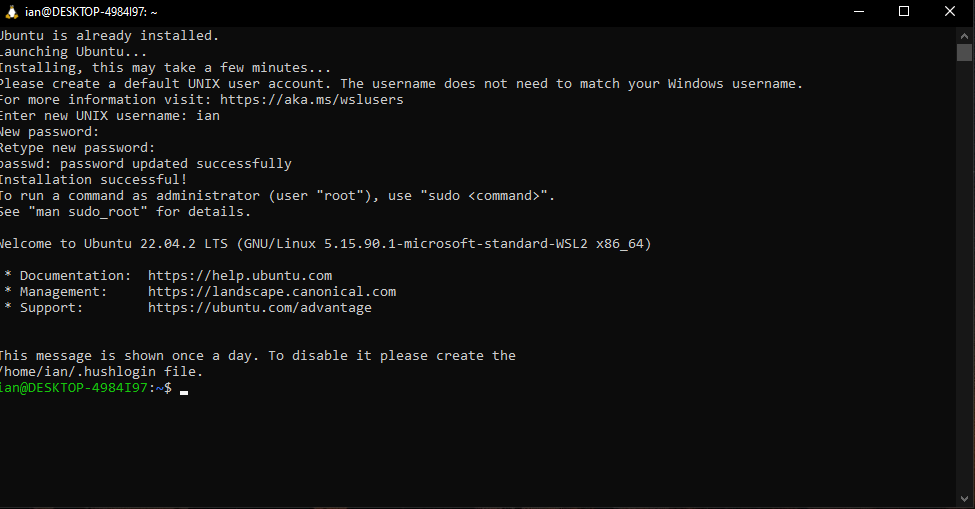 ian@DESKTOP-4984I97: ~
Ubuntu is already installed.
Launching Ubuntu...
Installing, this may take a few minutes...
Please create a default UNIX user account. The username does not need to match your Windows username.
For more information visit: https://aka.ms/wslusers
Enter new UNIX username: ian
New password:
Retype new password:
passwd: password updated successfully
Installation successful!
To run a command as administrator (user "root"), use "sudo <command>".
See "man sudo_root" for details.
Welcome to Ubuntu 22.04.2 LTS (GNU/Linux 5.15.90.1-microsoft-standard-WSL2 x86_64)
* Documentation:  https://help.ubuntu.com
* Management:     https://landscape.canonical.com
* Support:        https://ubuntu.com/advantage
This message is shown once a day. To disable it please create the
/home/ian/.hushlogin file.
ian@DESKTOP-4984I97:~$